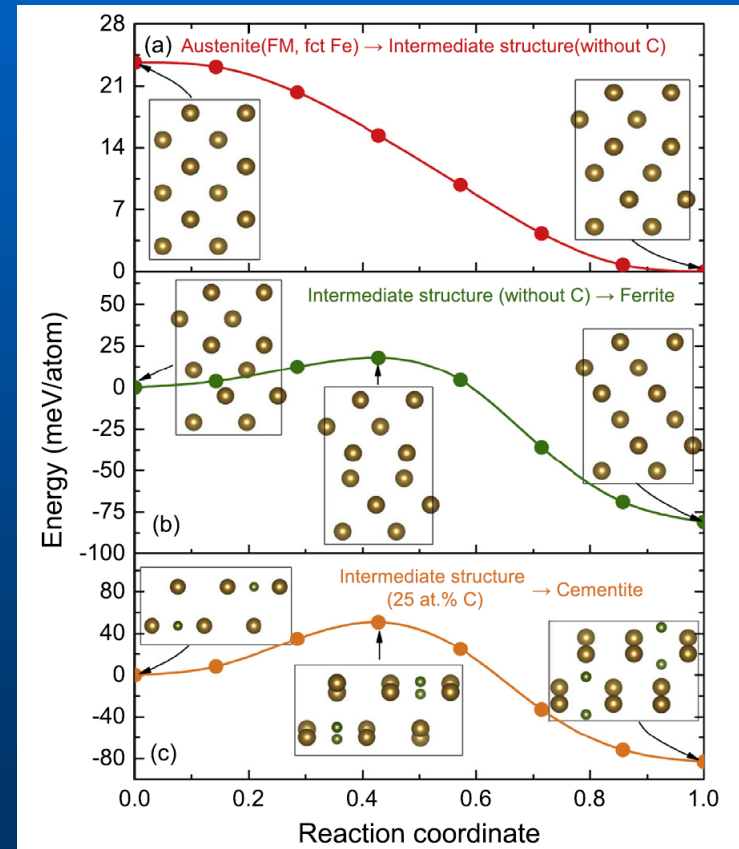 28
(a)
Austenite(FM, fct Fe) → Intermediate structure(without C)
21
14
7
0
Intermediate structure (without C) → Ferrite
50
25
0
-25
-50
-75
-100
(b)
Energy (meV/atom)
Intermediate structure
(25 at.% C) → Cementite
80
40
0
-40
-80
(c)
0.0 0.2 0.4 0.6 0.8 1.0
Reaction coordinate